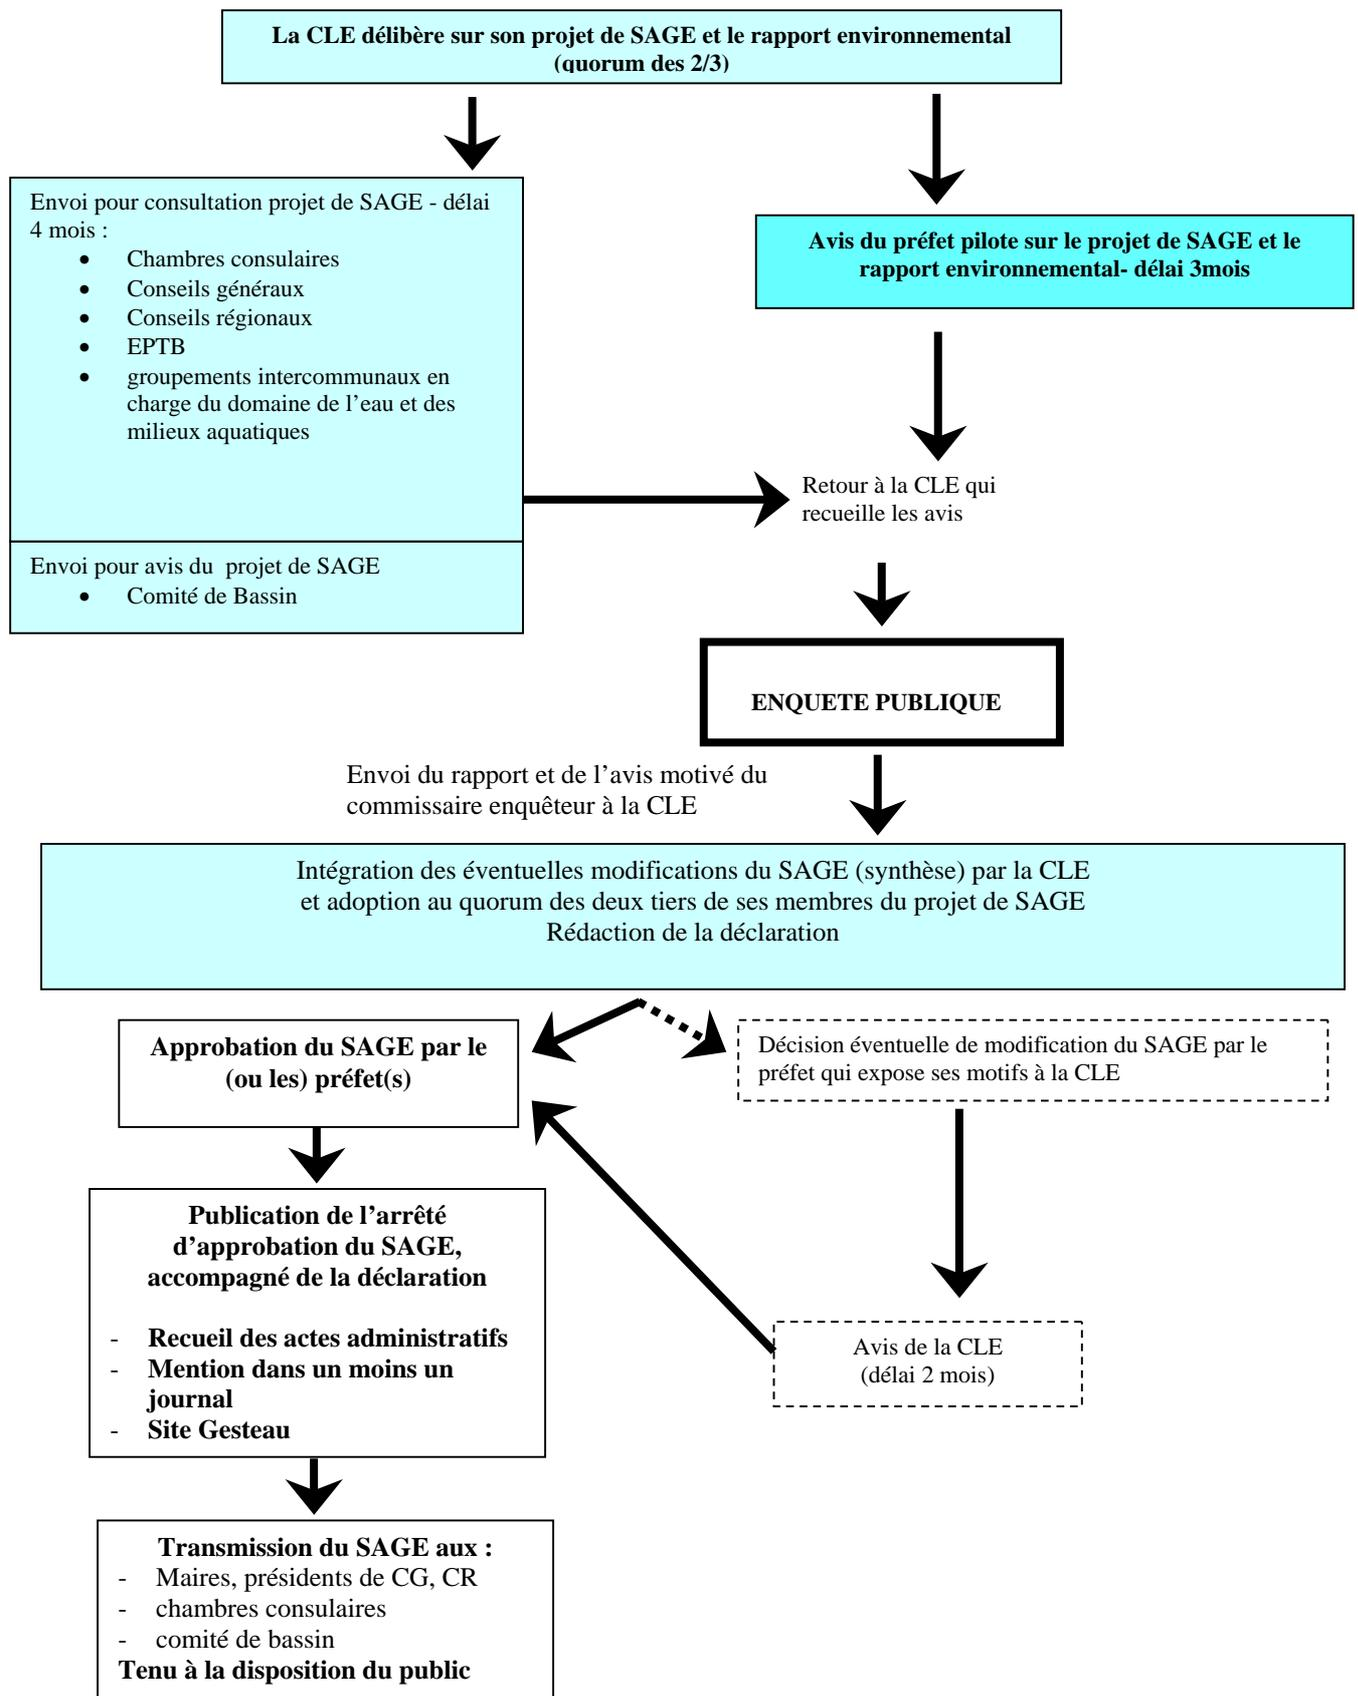 La CLE délibère sur son projet de SAGE et le rapport environnemental
(quorum des 2/3)
Envoi pour consultation projet de SAGE - délai
4 mois :
• Chambres consulaires
• Conseils généraux
• Conseils régionaux
• EPTB
• groupements intercommunaux en
charge du domaine de l’eau et des
milieux aquatiques
Envoi pour avis du projet de SAGE
• Comité de Bassin
Avis du préfet pilote sur le projet de SAGE et le
rapport environnemental- délai 3mois
Retour à la CLE qui
recueille les avis
ENQUETE PUBLIQUE
Envoi du rapport et de l’avis motivé du
commissaire enquêteur à la CLE
Intégration des éventuelles modifications du SAGE (synthèse) par la CLE
et adoption au quorum des deux tiers de ses membres du projet de SAGE
Rédaction de la déclaration
Approbation du SAGE par le
(ou les) préfet(s)
Décision éventuelle de modification du SAGE par le
préfet qui expose ses motifs à la CLE
Avis de la CLE
(délai 2 mois)
Publication de l’arrêté
d’approbation du SAGE,
accompagné de la déclaration
- Recueil des actes administratifs
- Mention dans un moins un
journal
- Site Gesteau
Transmission du SAGE aux :
- Maires, présidents de CG, CR
- chambres consulaires
- comité de bassin
Tenu à la disposition du public